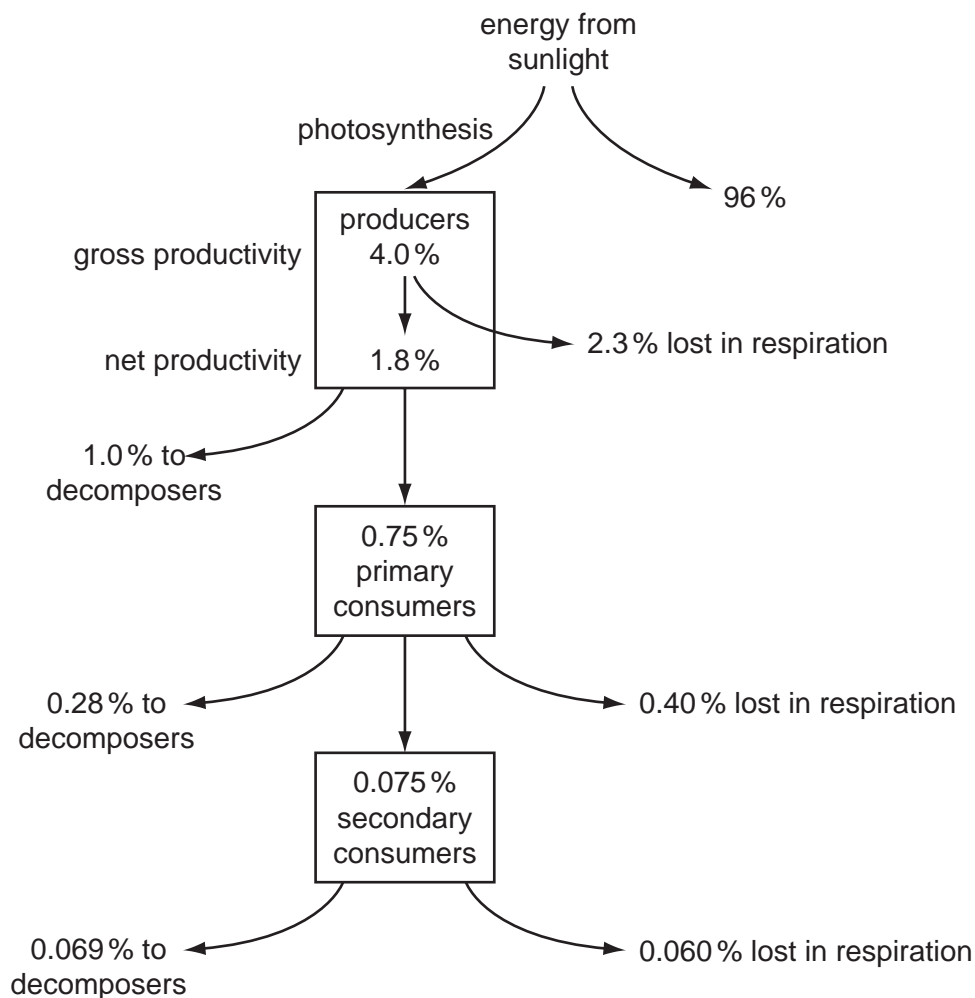 energy from
sunlight
photosynthesis
96 %
producers
gross productivity
4.0 %
2.3 % lost in respiration
net productivity
1.8 %
1.0 % to
decomposers
0.75 %
primary
consumers
0.28 % to
decomposers
0.40 % lost in respiration
0.075 %
secondary
consumers
0.069 % to
decomposers
0.060 % lost in respiration